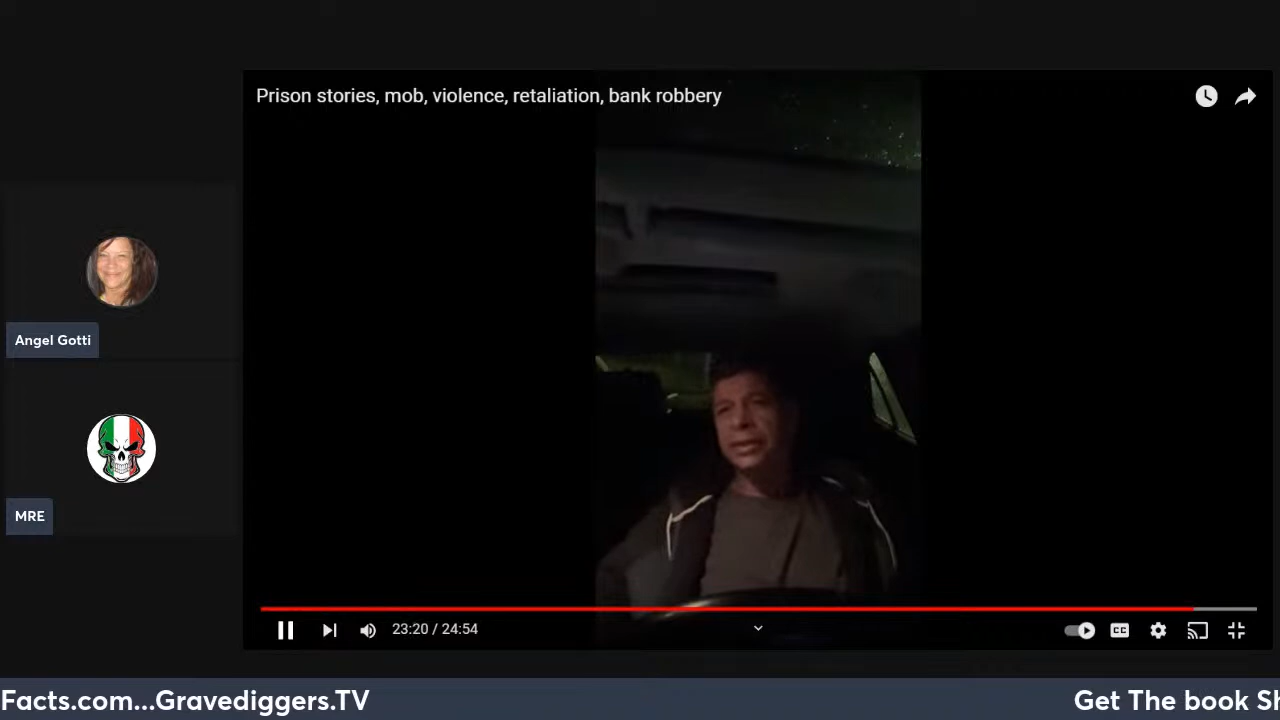 Prison stories, mob, violence, retaliation, bank robbery
Angel Gotti
MRE
23:20 / 24:54
CC
Facts.com...Gravediggers.TV
Get The book Sh